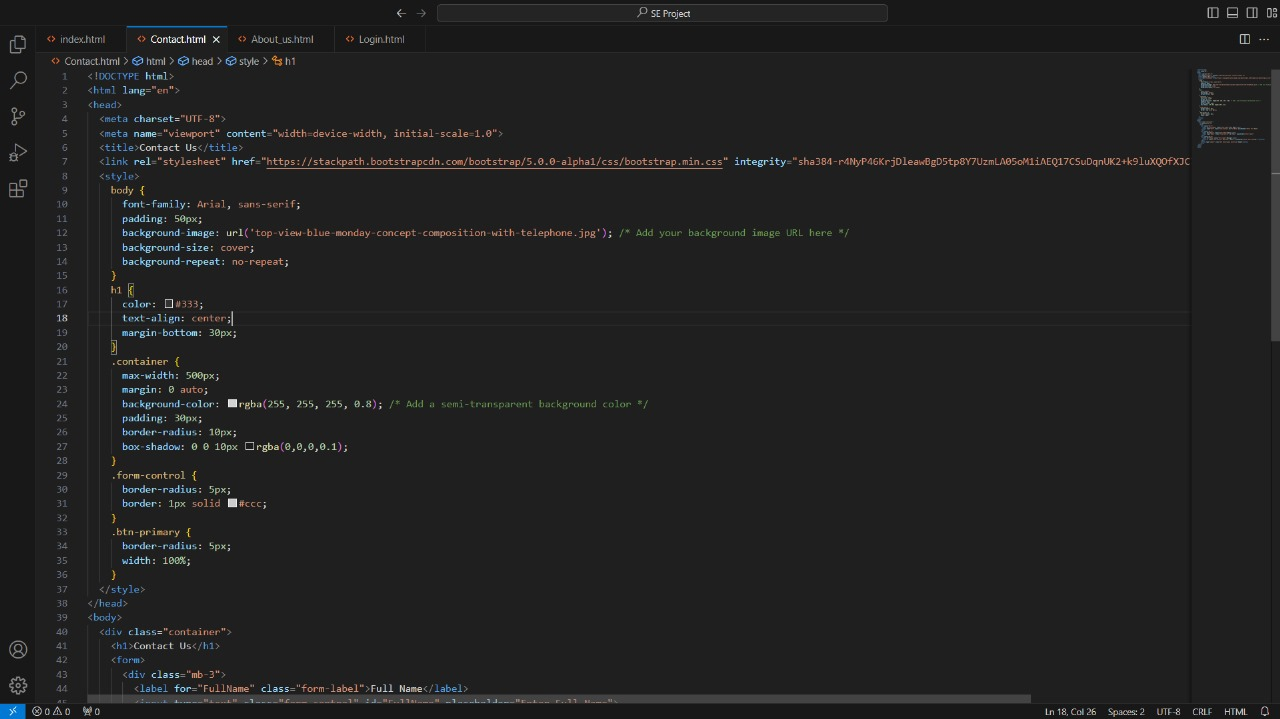 SE Project
index.html
Contact.html
About_us.html
Login.html
Contact.html > html > head > style > h1
1 <!DOCTYPE html>
2 <html lang="en">
3 <head>
4 <meta charset="UTF-8">
5 <meta name="viewport" content="width=device-width, initial-scale=1.0">
6 <title>Contact Us</title>
7 <link rel="stylesheet" href="https://stackpath.bootstrapcdn.com/bootstrap/5.0.0-alpha1/css/bootstrap.min.css" integrity="sha384-r4NyP46KrjDleawBgD5tp8Y7UzmLA05oM1iAEQ17CSuDqnUK2+k9luXQOfXJC
8 <style>
9 body {
10 font-family: Arial, sans-serif;
11 padding: 50px;
12 background-image: url('top-view-blue-monday-concept-composition-with-telephone.jpg'); /* Add your background image URL here */
13 background-size: cover;
14 background-repeat: no-repeat;
15 }
16 h1 {
17 color: #333;
18 text-align: center;
19 margin-bottom: 30px;
20 }
21 .container {
22 max-width: 500px;
23 margin: 0 auto;
24 background-color: rgba(255, 255, 255, 0.8); /* Add a semi-transparent background color */
25 padding: 30px;
26 border-radius: 10px;
27 box-shadow: 0 0 10px rgba(0,0,0,0.1);
28 }
29 .form-control {
30 border-radius: 5px;
31 border: 1px solid #ccc;
32 }
33 .btn-primary {
34 border-radius: 5px;
35 width: 100%;
36 }
37 </style>
38 </head>
39 <body>
40 <div class="container">
41 <h1>Contact Us</h1>
42 <form>
43 <div class="mb-3">
44 <label for="FullName" class="form-label">Full Name</label>
0 0 0
Ln 18, Col 26 Spaces: 2 UTF-8 CRLF HTML